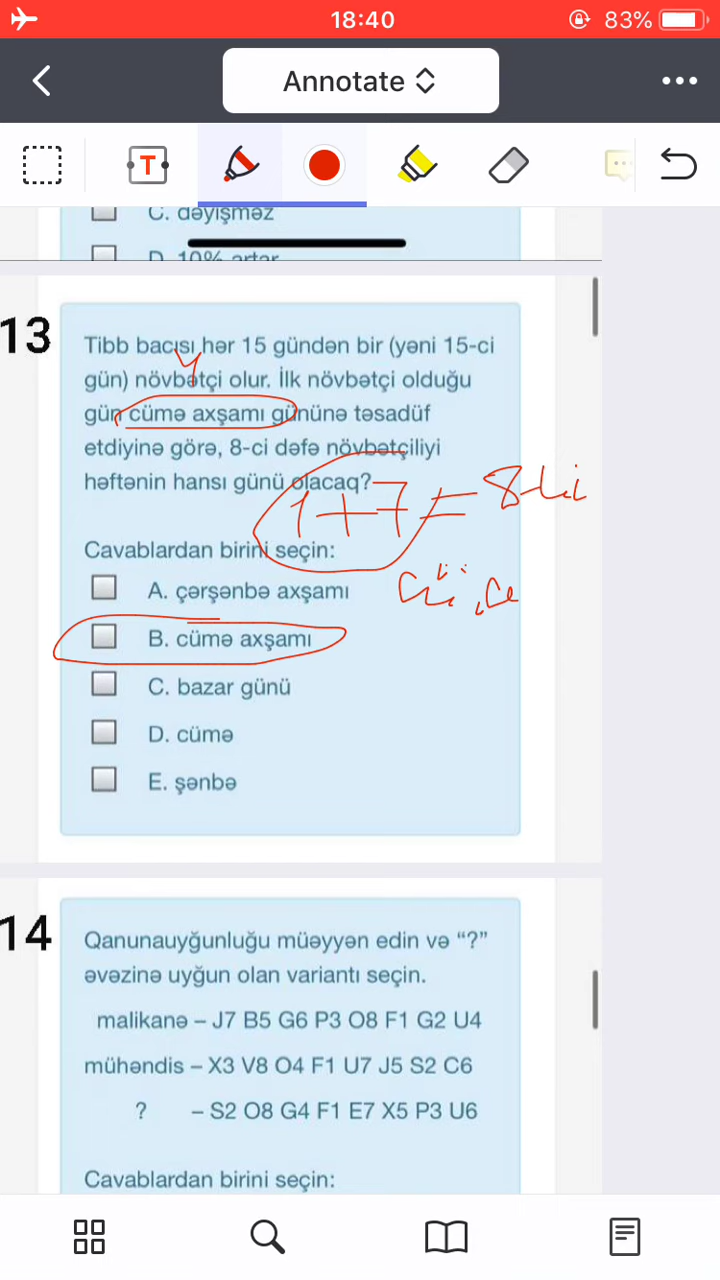 18:40
83%
Annotate
T
C. dəyişməz
D. 10% artar
13
Tibb bacısı hər 15 gündən bir (yəni 15-ci
gün) növbətçi olur. İlk növbətçi olduğu
gün cümə axşamı gününə təsadüf
etdiyinə görə, 8-ci dəfə növbətçiliyi
həftənin hansı günü olacaq?
1+7=8
Cavablardan birini seçin:
A. çərşənbə axşamı
B. cümə axşamı
C. bazar günü
D. cümə
E. şənbə
14
Qanunauyğunluğu müəyyən edin və “?”
əvəzinə uyğun olan variantı seçin.
malikanə – J7 B5 G6 P3 O8 F1 G2 U4
mühəndis – X3 V8 O4 F1 U7 J5 S2 C6
? – S2 O8 G4 F1 E7 X5 P3 U6
Cavablardan birini seçin: